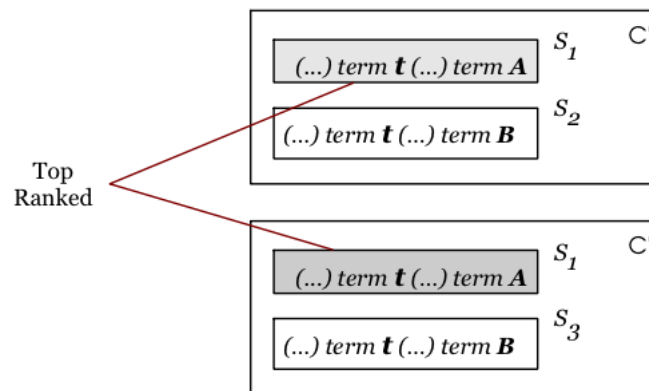 S1
C
(...) term t (...) term A
S2
(...) term t (...) term B
Top
Ranked
S1
C
(...) term t (...) term A
S3
(...) term t (...) term B